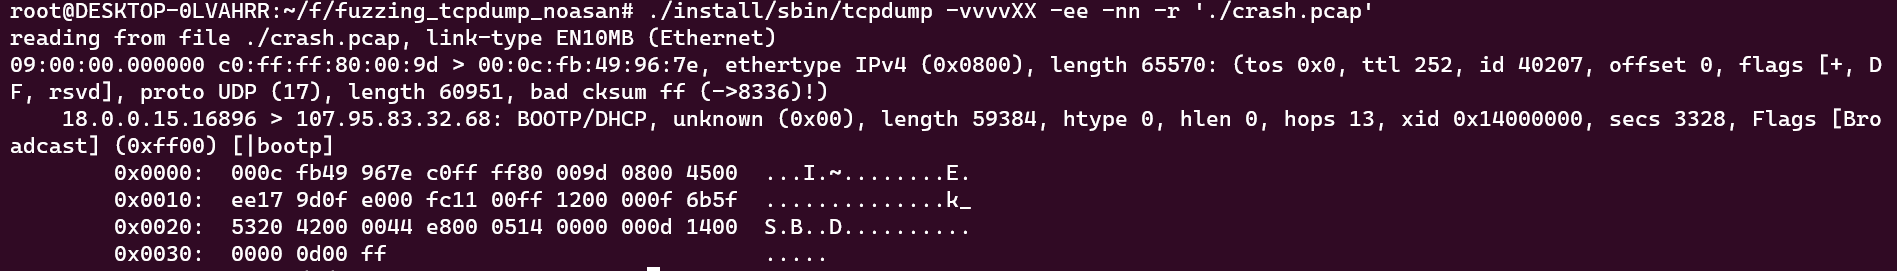 root@DESKTOP-0LVAHRR:~/f/fuzzing_tcpdump_noasan# ./install/sbin/tcpdump -vvvvXX -ee -nn -r './crash.pcap'
reading from file ./crash.pcap, link-type EN10MB (Ethernet)
09:00:00.000000 c0:ff:ff:80:00:9d > 00:0c:fb:49:96:7e, ethertype IPv4 (0x0800), length 65570: (tos 0x0, ttl 252, id 40207, offset 0, flags [+, D
F, rsvd], proto UDP (17), length 60951, bad cksum ff (->8336)!)
    18.0.0.15.16896 > 107.95.83.32.68: BOOTP/DHCP, unknown (0x00), length 59384, htype 0, hlen 0, hops 13, xid 0x14000000, secs 3328, Flags [Bro
adcast] (0xff00) [|bootp]
        0x0000:  000c fb49 967e c0ff ff80 009d 0800 4500  ...I.~........E.
        0x0010:  ee17 9d0f e000 fc11 00ff 1200 000f 6b5f  ..............k_
        0x0020:  5320 4200 0044 e800 0514 0000 000d 1400  S.B..D..........
        0x0030:  0000 0d00 ff                             .....